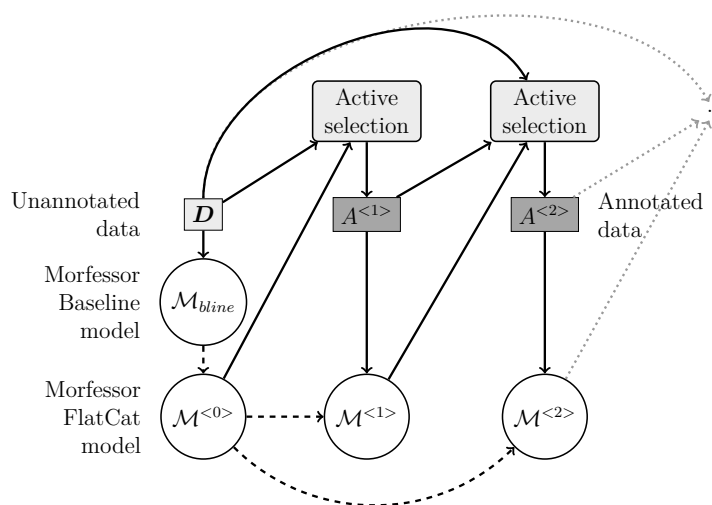 Active
selection
Active
selection
.
Unannotated
data
D
A<1>
A<2>
Annotated
data
Morfessor
Baseline
model
ℳbline
Morfessor
FlatCat
model
ℳ<0>
ℳ<1>
ℳ<2>